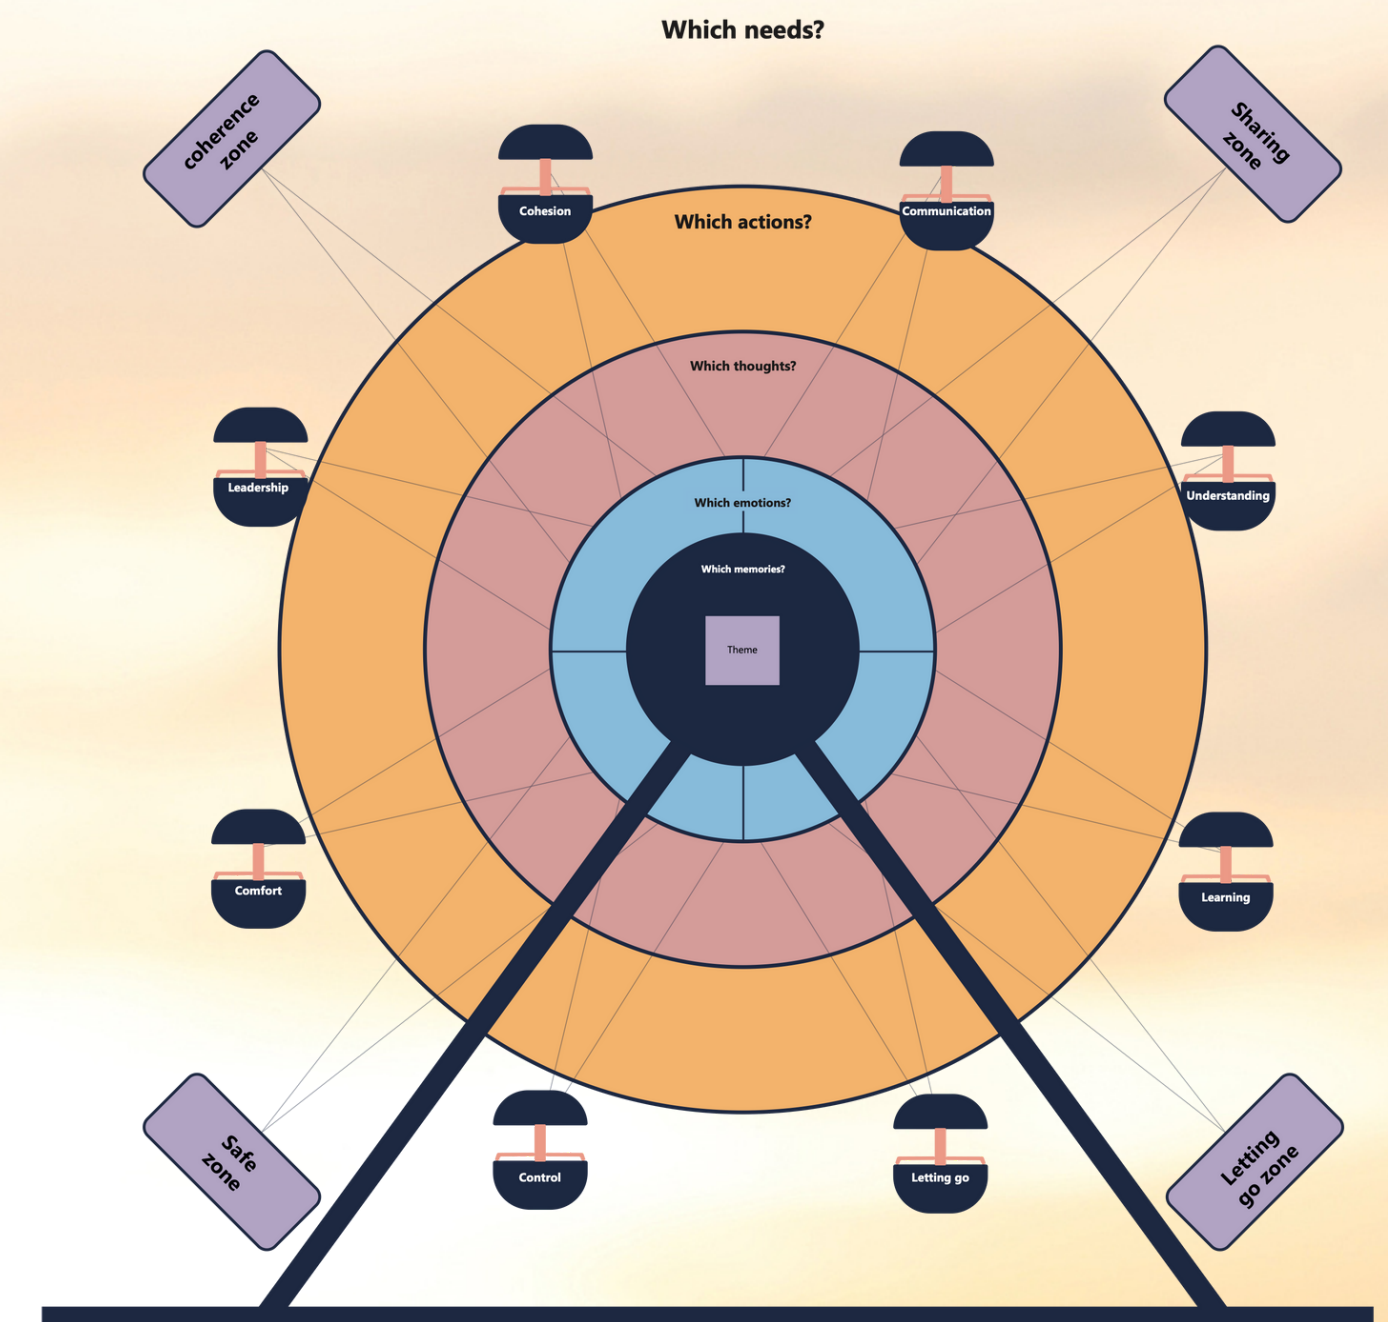 Which needs?
coherence
zone
Sharing
zone
Cohesion
Communication
Which actions?
Which thoughts?
Leadership
Understanding
Which emotions?
Which memories?
Theme
Comfort
Learning
Safe
zone
Control
Letting go
Letting
go zone